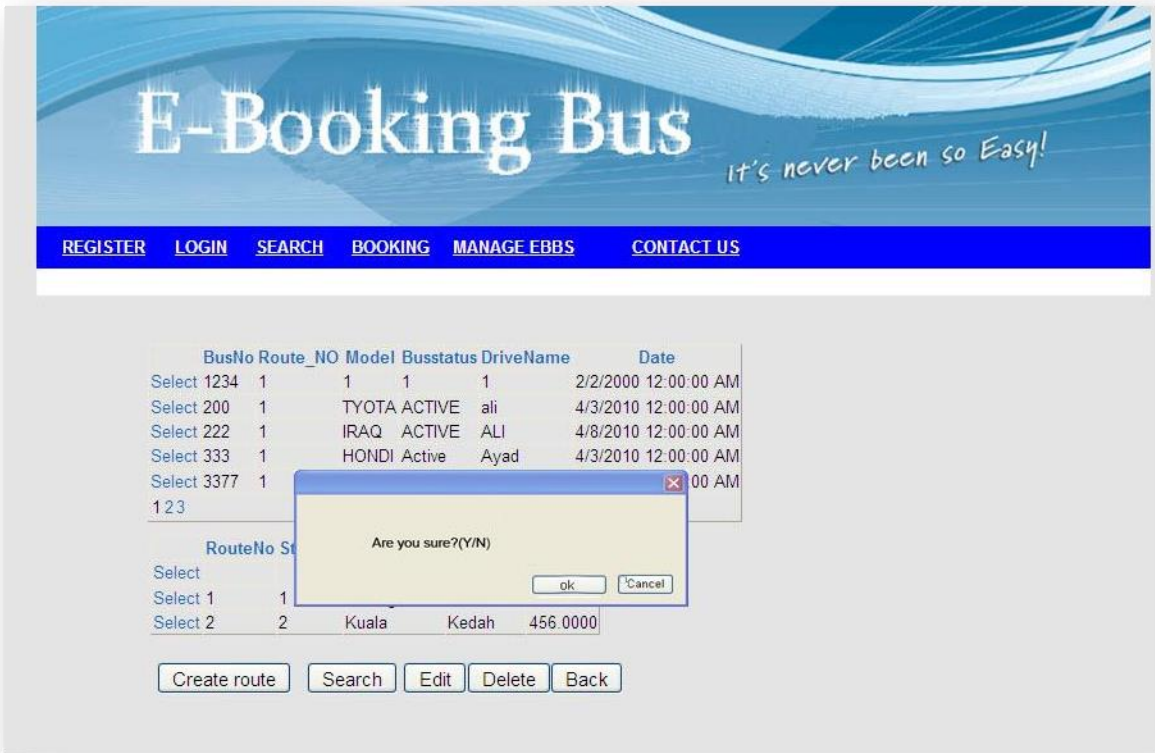 E-Booking Bus
It's never been so Easy!
REGISTER LOGIN SEARCH BOOKING MANAGE EBBS CONTACT US
BusNo Route_NO Model Busstatus DriveName Date
Select 1234 1 1 1 1 2/2/2000 12:00:00 AM
Select 200 1 TYOTA ACTIVE ali 4/3/2010 12:00:00 AM
Select 222 1 IRAQ ACTIVE ALI 4/8/2010 12:00:00 AM
Select 333 1 HONDI Active Ayad 4/3/2010 12:00:00 AM
Select 3377 1 00 AM
1 2 3
Are you sure?(Y/N)
ok Cancel
RouteNo St
Select
Select 1 1
Select 2 2 Kuala Kedah 456.0000
Create route Search Edit Delete Back